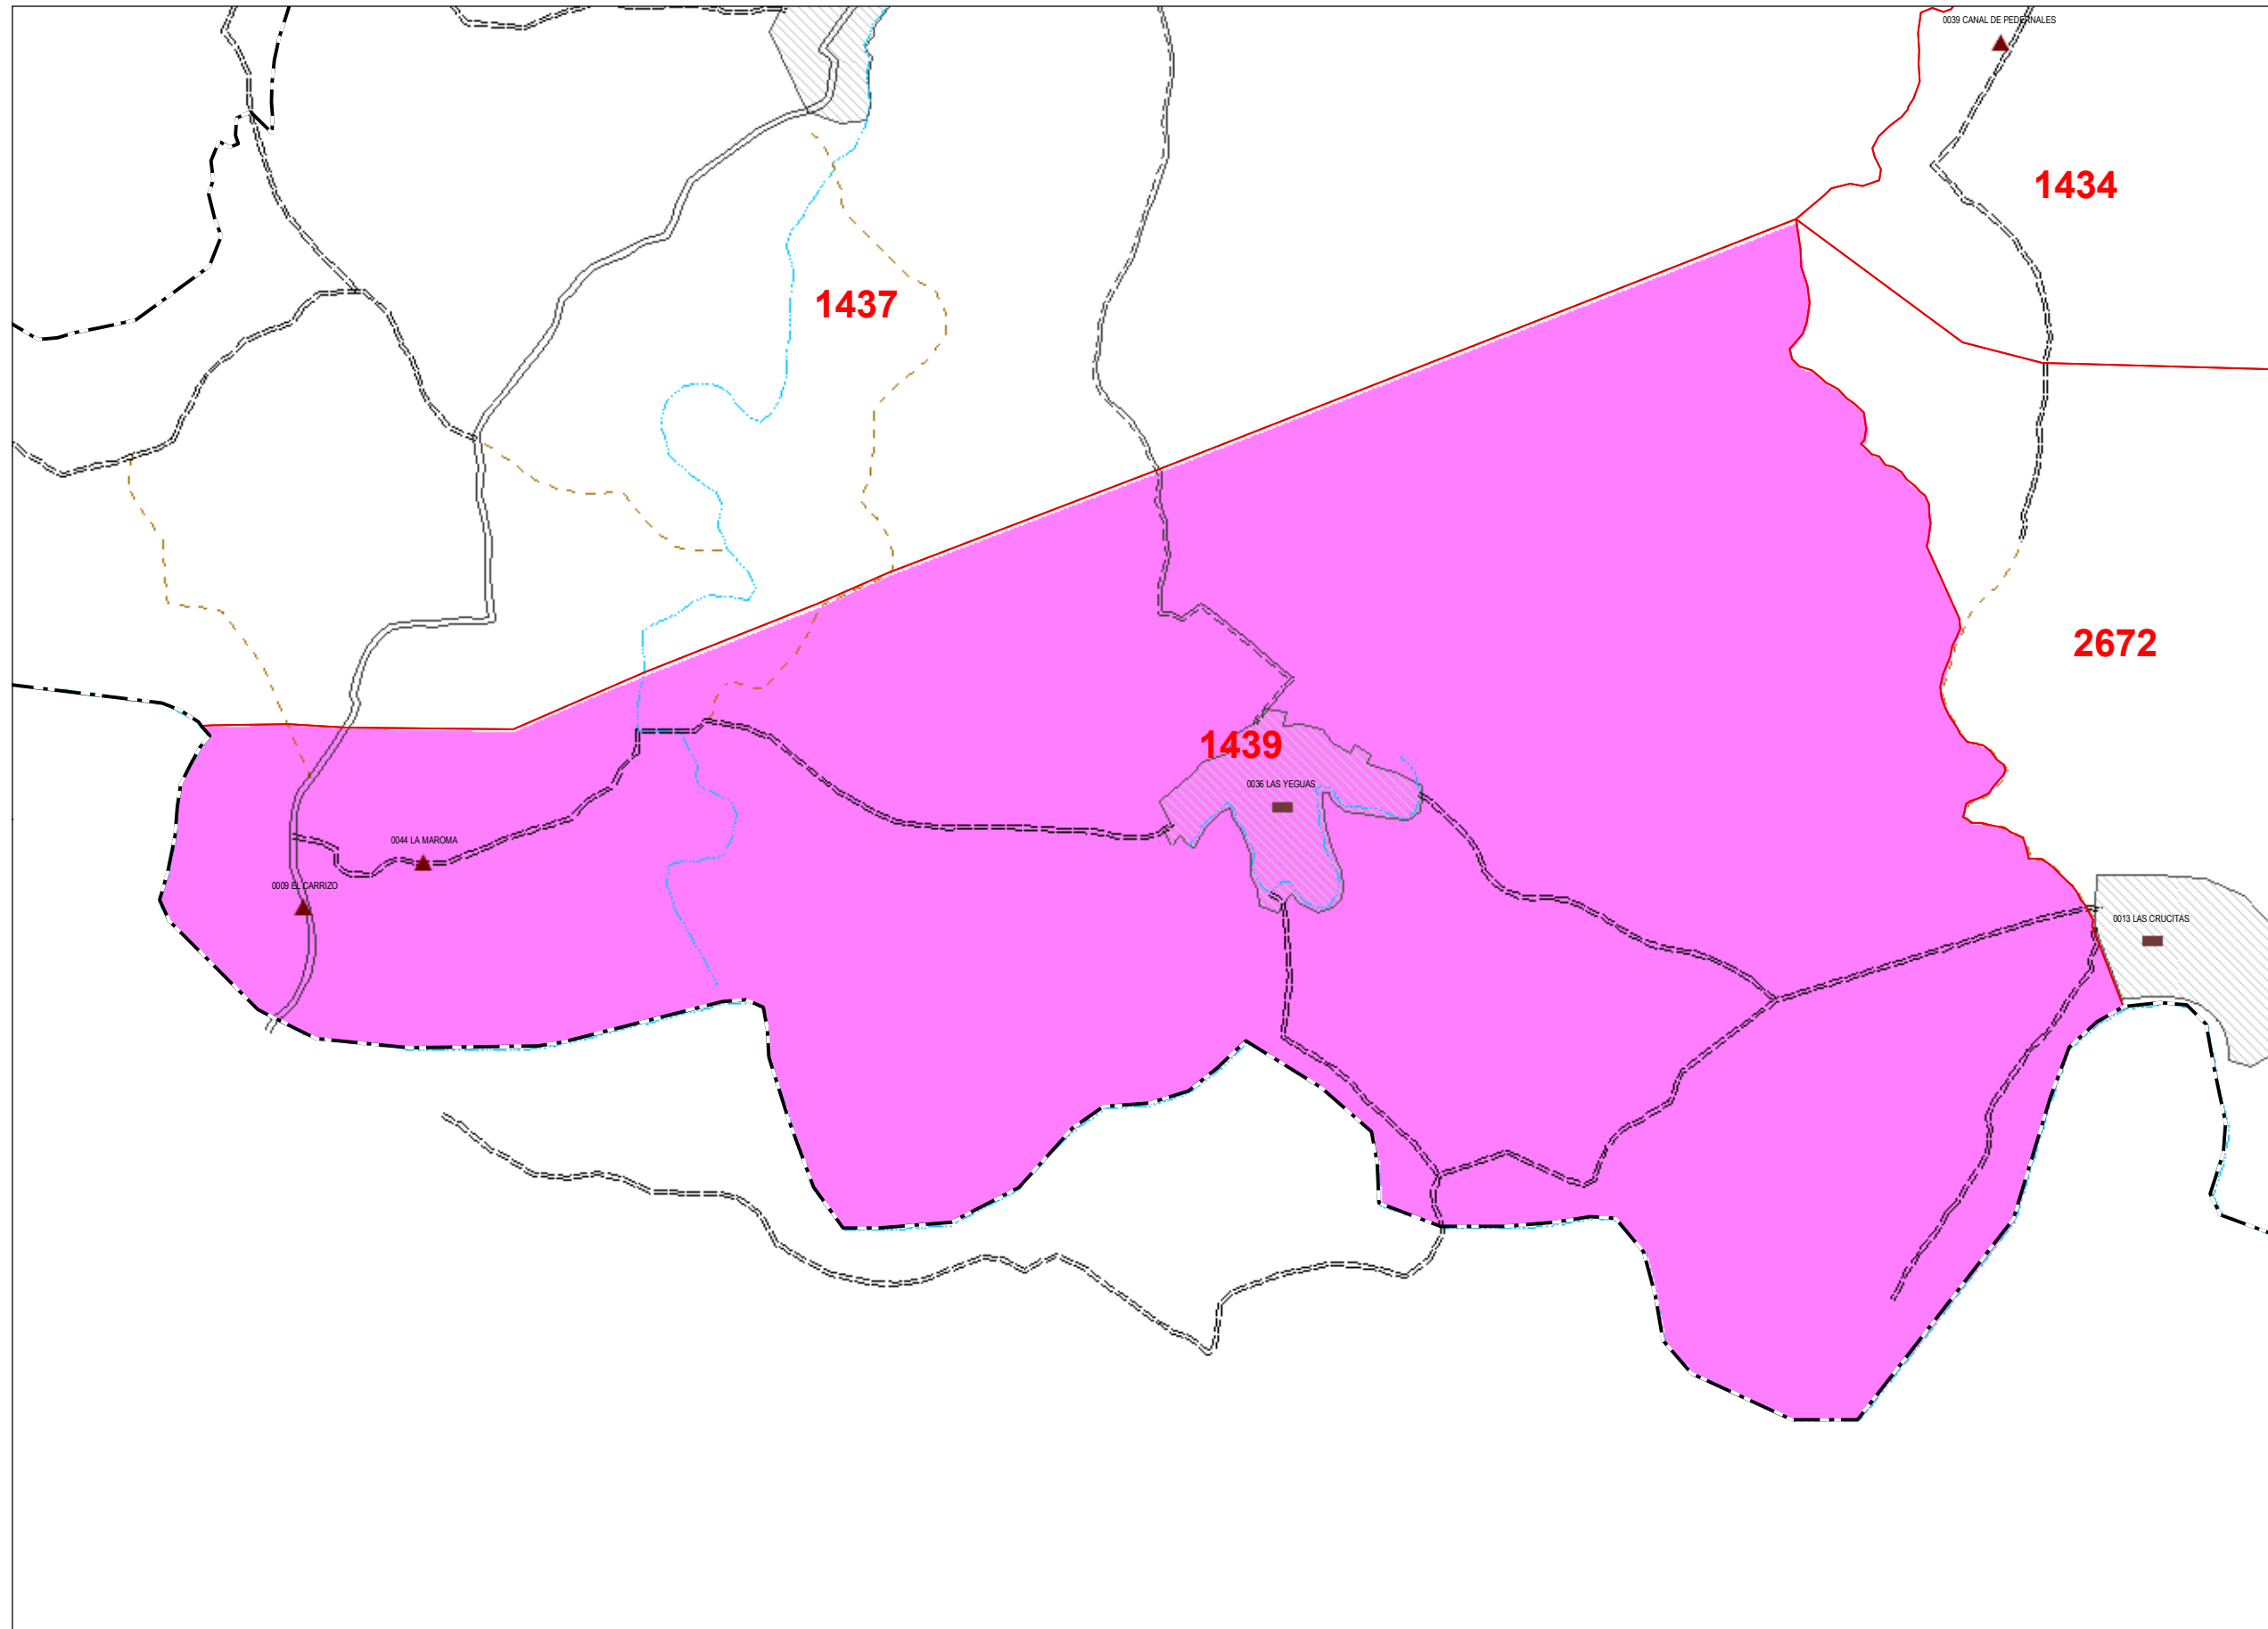 0039 CANAL DE PEDERNALES
1434
1437
2672
1439
0036 LAS YEGUAS
0044 LA MAROMA
0009 EL CARRIZO
0013 LAS CRUCITAS